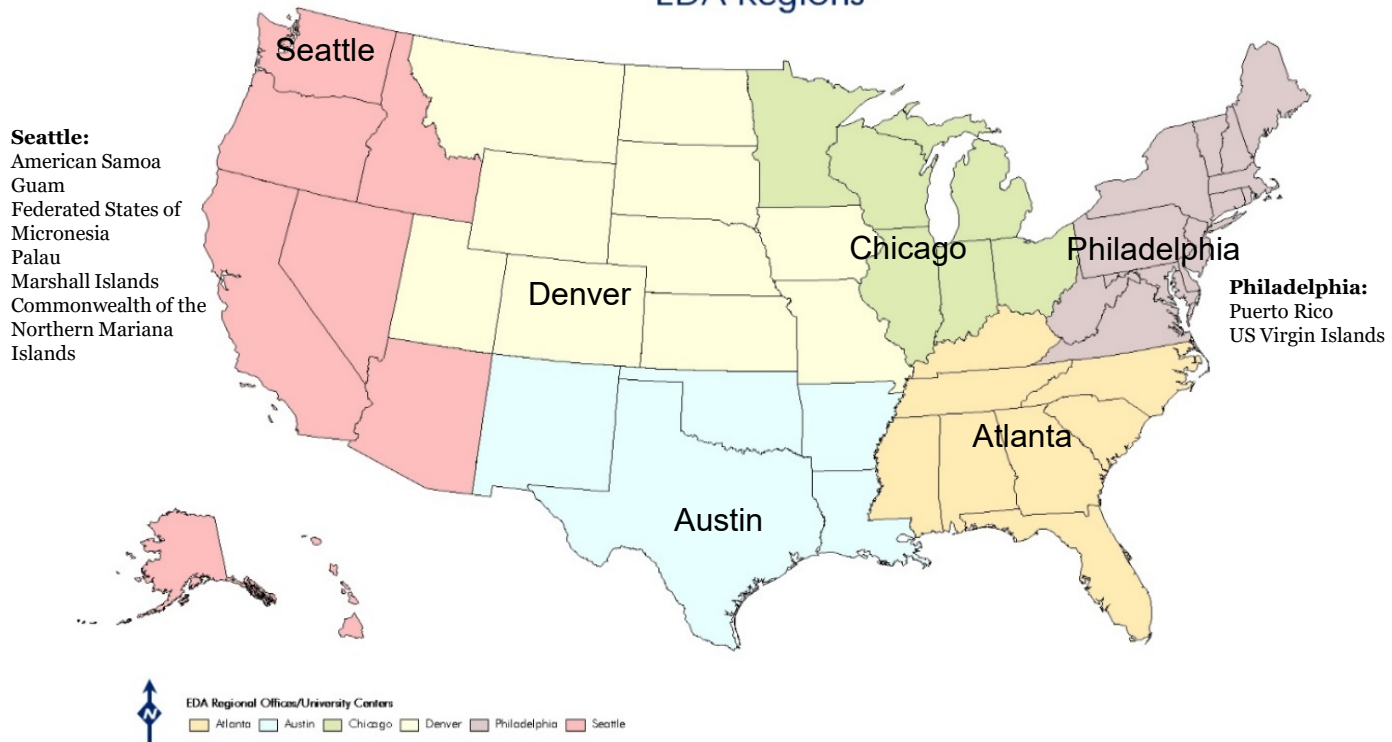 EDA Regions
Seattle
Seattle:
American Samoa
Guam
Federated States of
Micronesia
Palau
Marshall Islands
Commonwealth of the
Northern Mariana
Islands
Chicago
Philadelphia
Denver
Philadelphia:
Puerto Rico
US Virgin Islands
Atlanta
Austin
N
EDA Regional Offices/University Centers
Atlanta Austin Chicago Denver Philadelphia Seattle